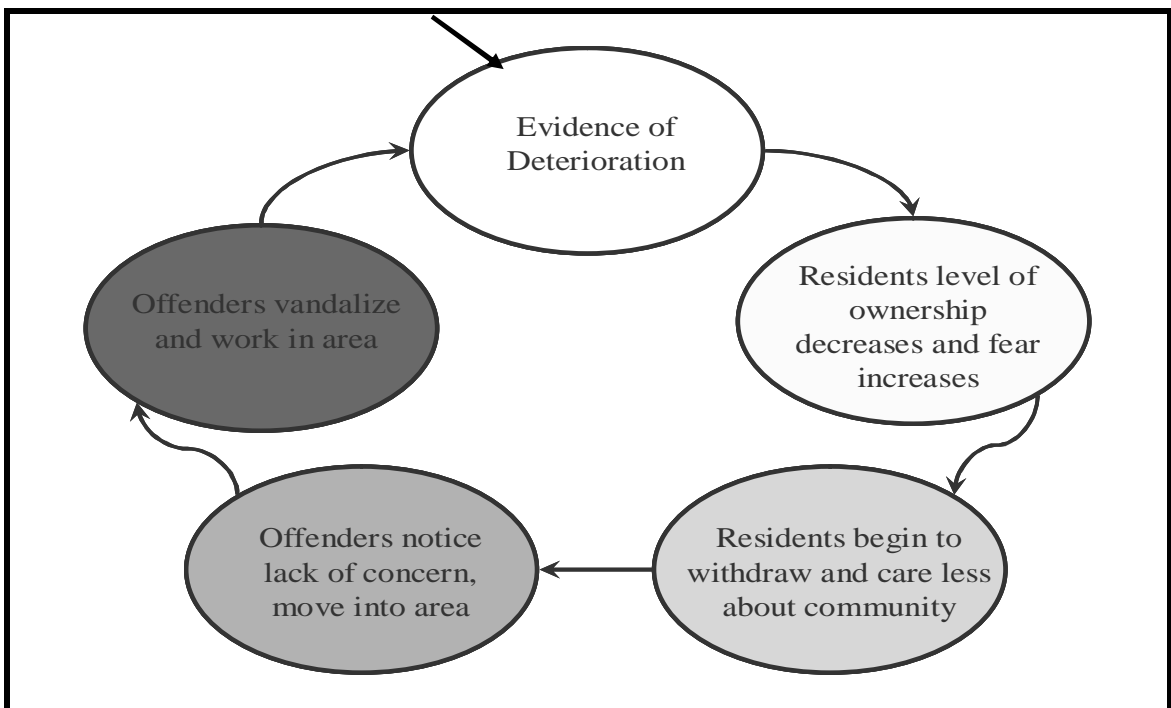 Evidence of
Deterioration
Residents level of
ownership
decreases and fear
increases
Residents begin to
withdraw and care less
about community
Offenders notice
lack of concern,
move into area
Offenders vandalize
and work in area